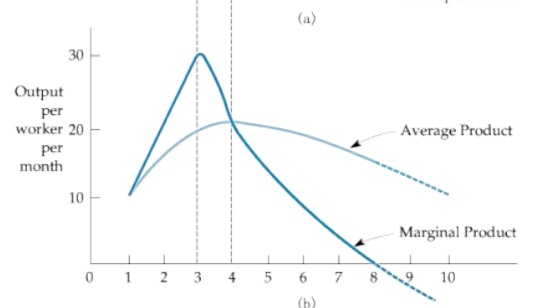 (a)
30
Output
per
worker 20
per
month
10
Average Product
Marginal Product
0 1 2 3 4 5 6 7 8 9 10
(b)